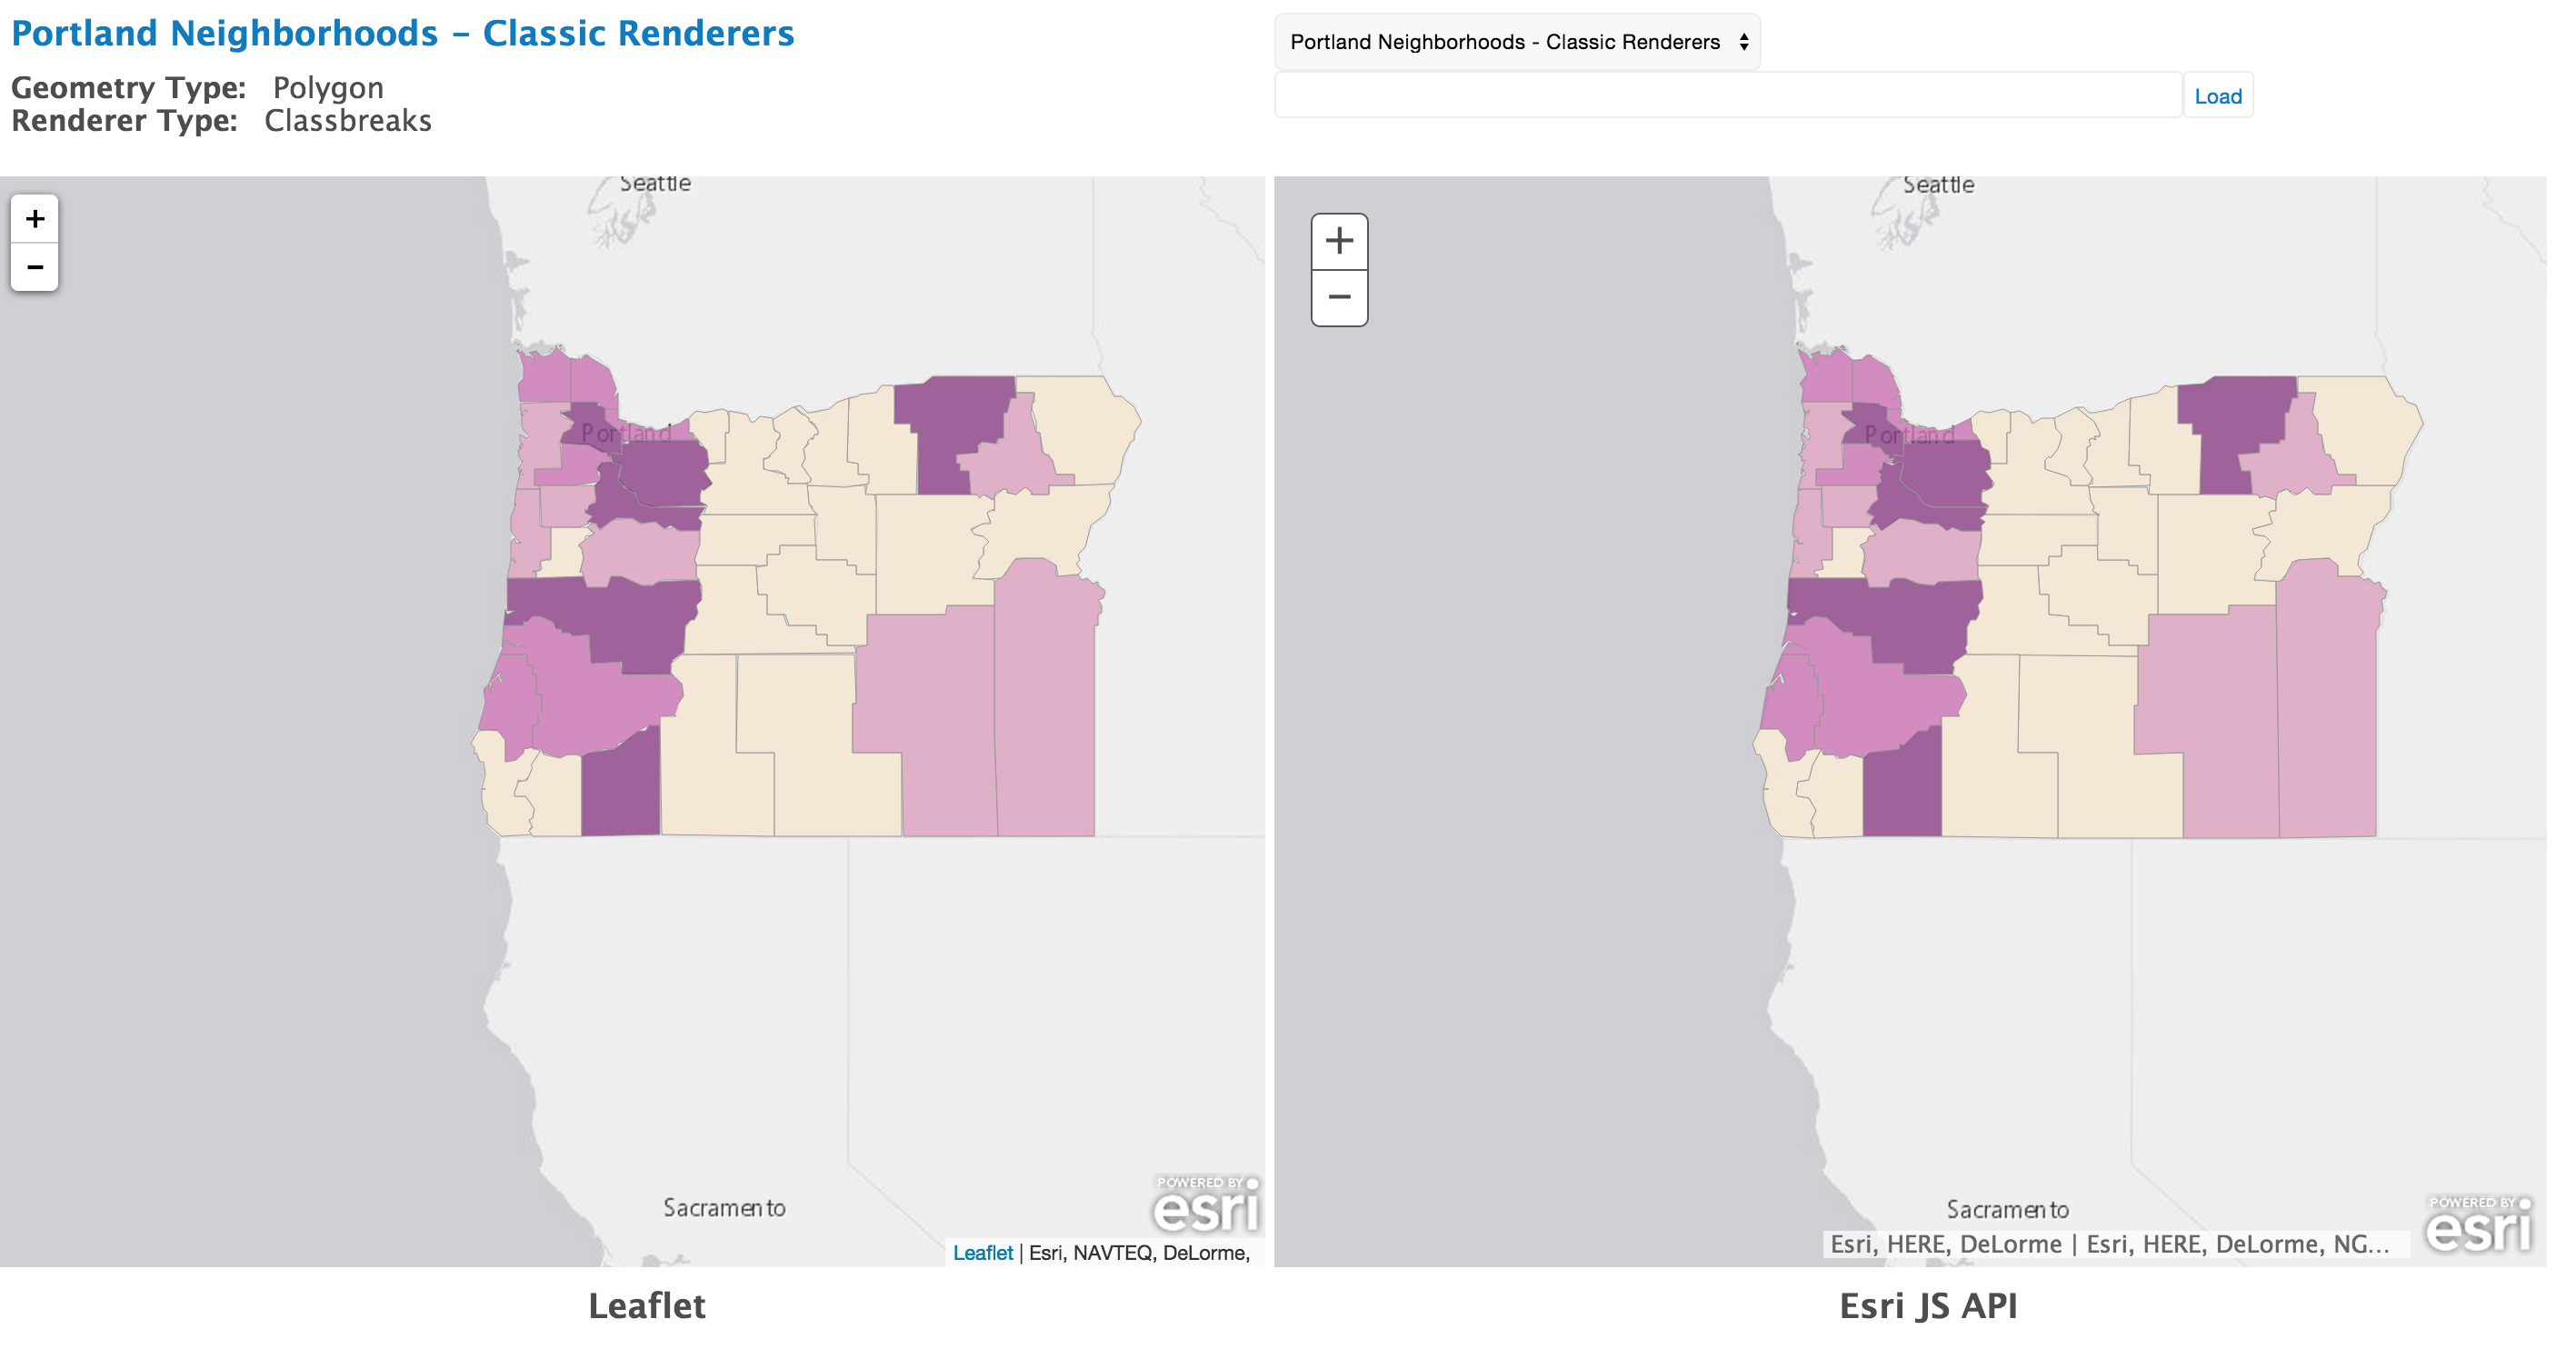 Portland Neighborhoods – Classic Renderers
Geometry Type: Polygon
Renderer Type: Classbreaks
Portland Neighborhoods - Classic Renderers
Load
+
−
Seattle
Portland
Sacramento
POWERED BY
esri
Leaflet | Esri, NAVTEQ, DeLorme,
Leaflet
+
−
Seattle
Portland
Sacramento
POWERED BY
esri
Esri, HERE, DeLorme | Esri, HERE, DeLorme, NG...
Esri JS API